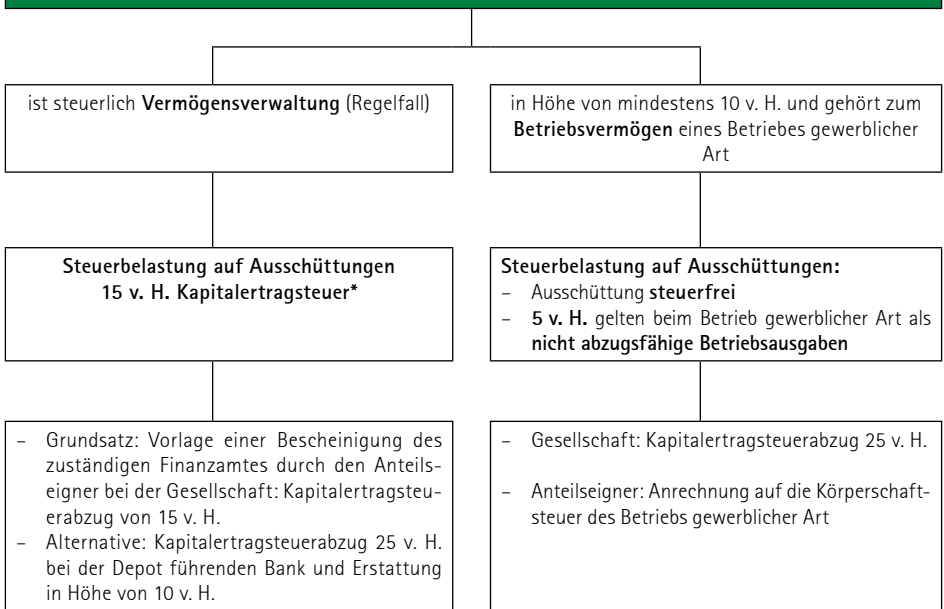 ist steuerlich Vermögensverwaltung (Regelfall)
in Höhe von mindestens 10 v. H. und gehört zum
Betriebsvermögen eines Betriebes gewerblicher
Art
Steuerbelastung auf Ausschüttungen
15 v. H. Kapitalertragsteuer*
Steuerbelastung auf Ausschüttungen:
– Ausschüttung steuerfrei
– 5 v. H. gelten beim Betrieb gewerblicher Art als
nicht abzugsfähige Betriebsausgaben
– Grundsatz: Vorlage einer Bescheinigung des
zuständigen Finanzamtes durch den Anteils-
eigner bei der Gesellschaft: Kapitalertragsteu-
erabzug von 15 v. H.
– Alternative: Kapitalertragsteuerabzug 25 v. H.
bei der Depot führenden Bank und Erstattung
in Höhe von 10 v. H.
– Gesellschaft: Kapitalertragsteuerabzug 25 v. H.
– Anteilseigner: Anrechnung auf die Körperschaft-
steuer des Betriebs gewerblicher Art